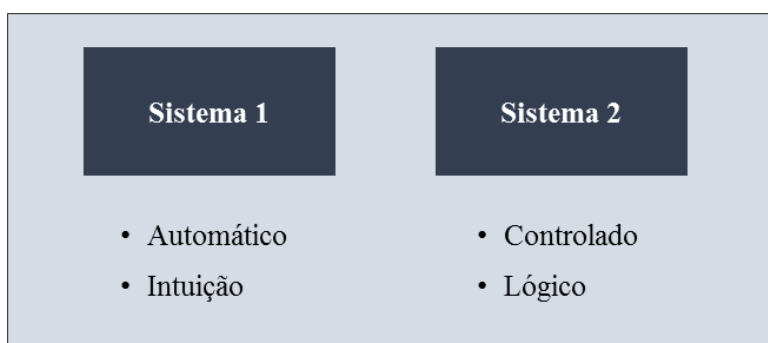 Sistema 1
Sistema 2
• Automático
• Intuição
• Controlado
• Lógico